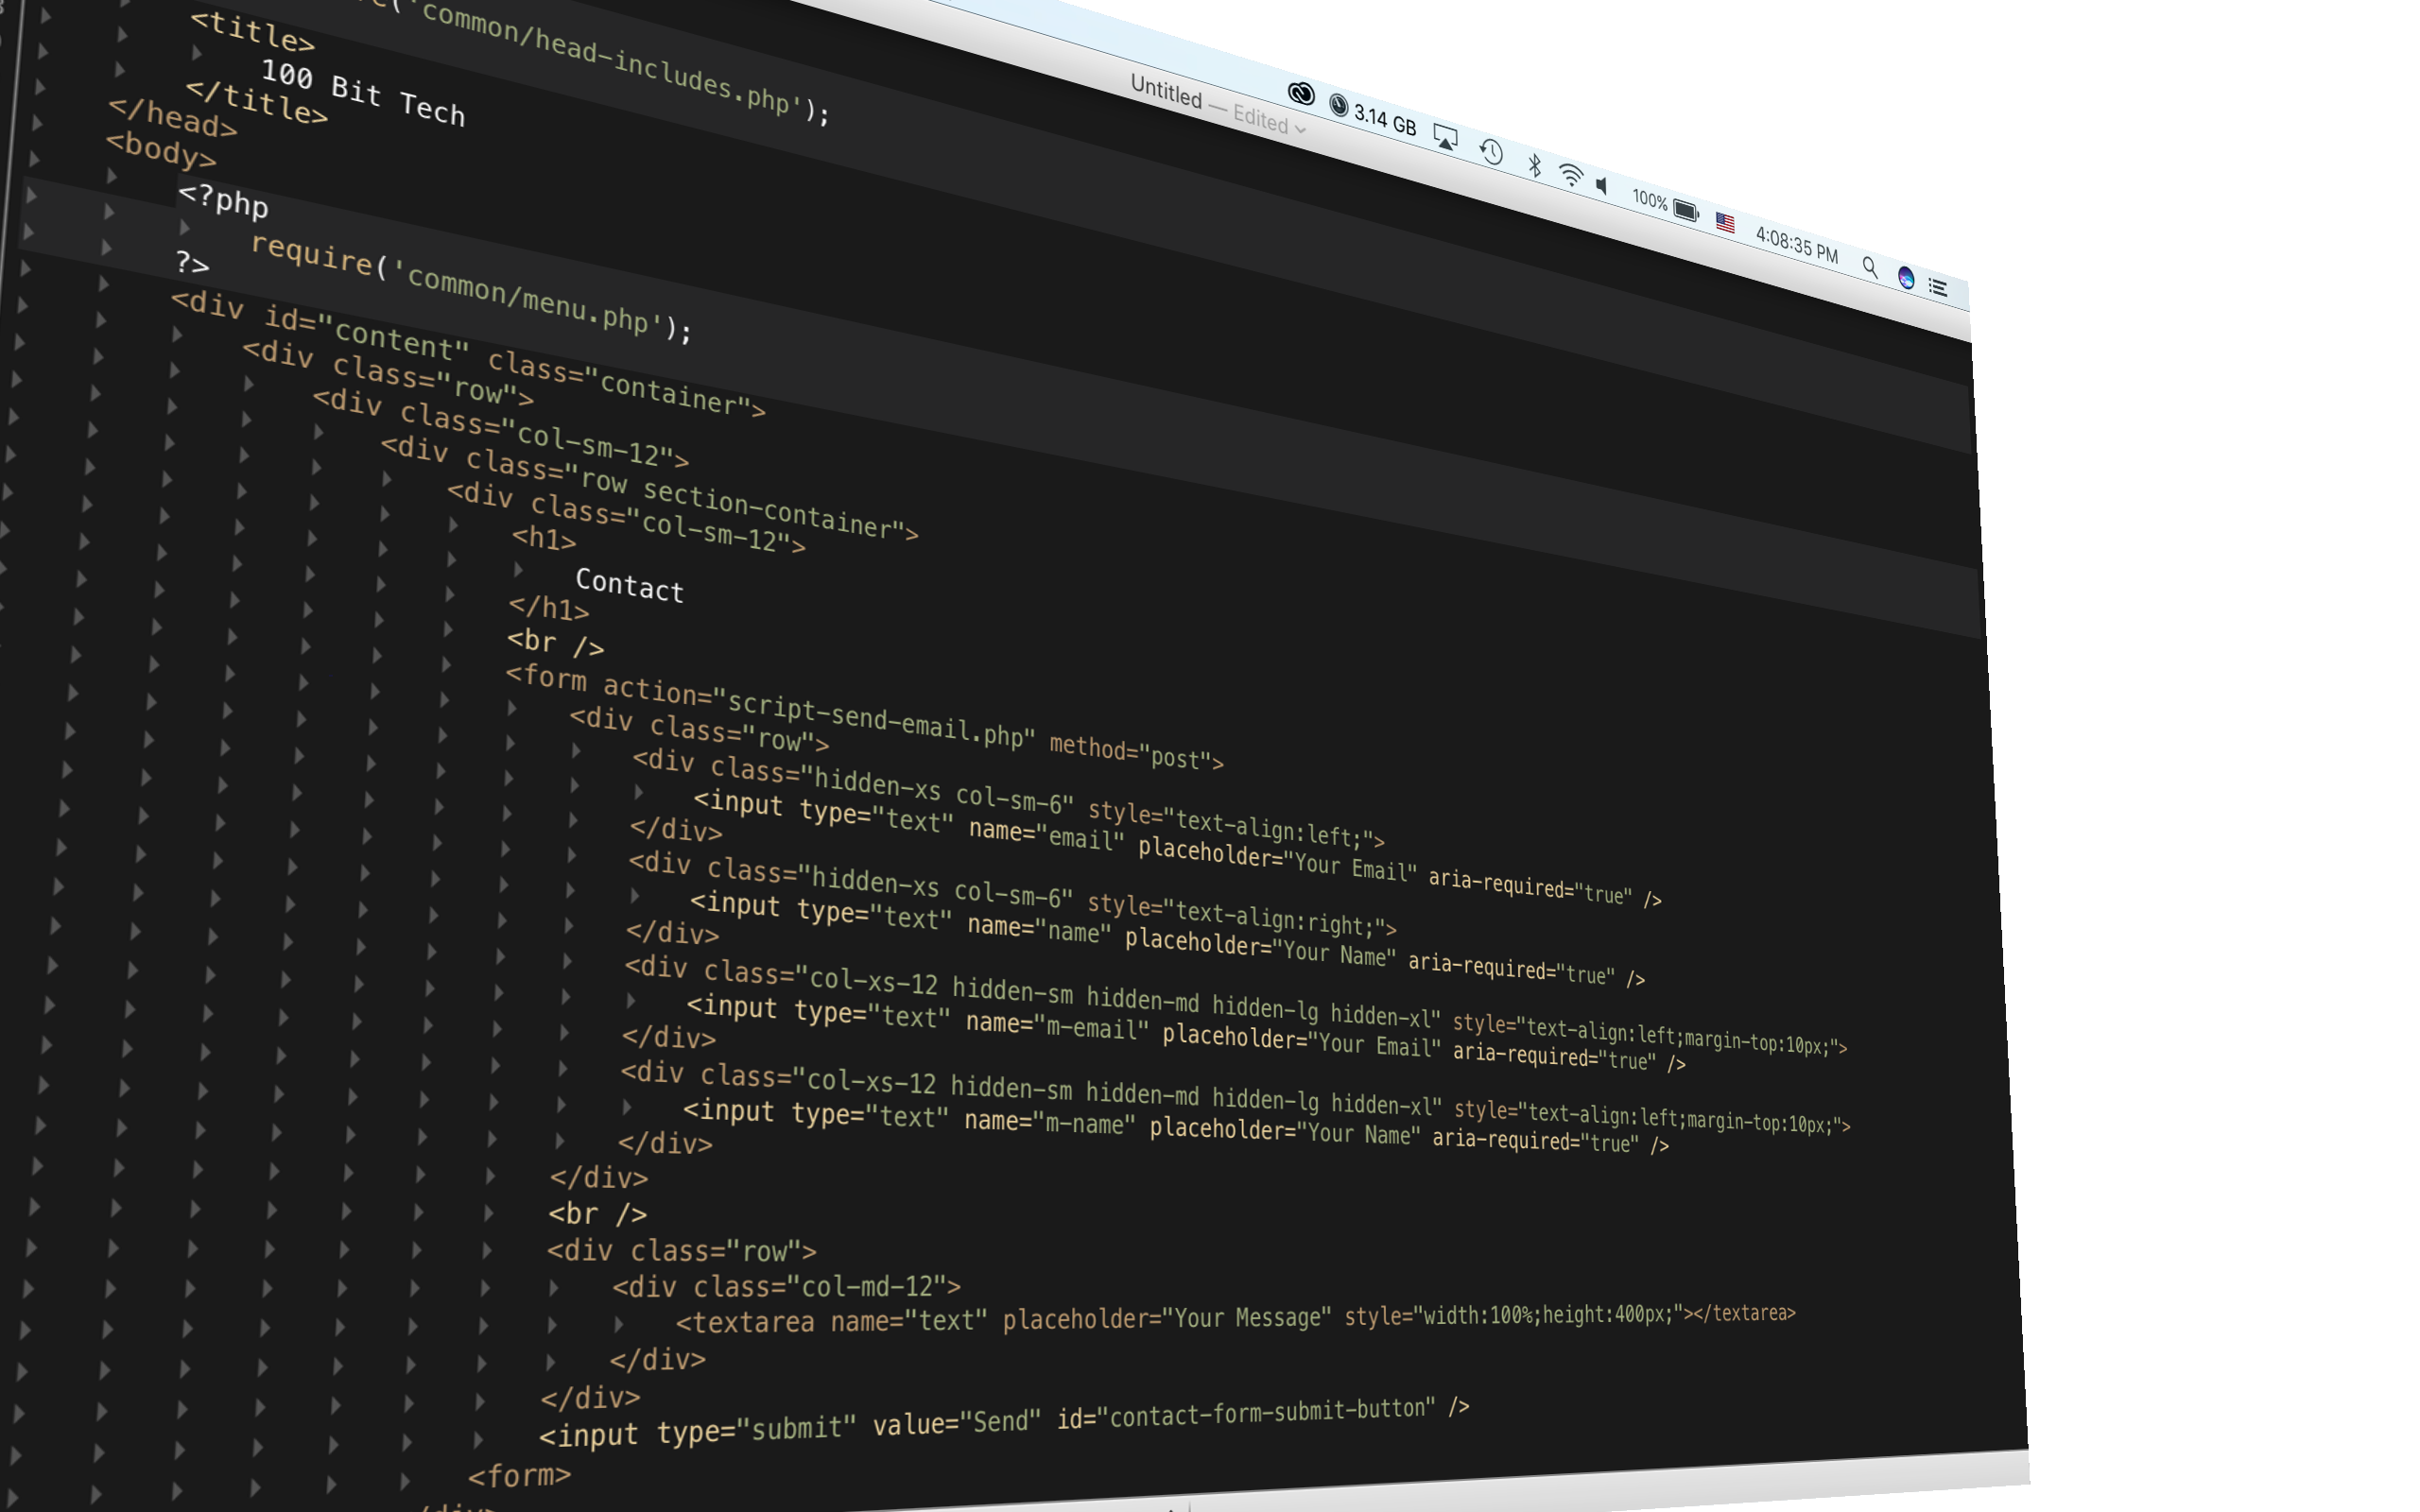 Untitled — Edited
3.14 GB
100%
4:08:35 PM
('common/head-includes.php');
<title>
100 Bit Tech
</title>
</head>
<body>
<?php
require('common/menu.php');
?>
<div id="content" class="container">
<div class="row">
<div class="col-sm-12">
<div class="row section-container">
<div class="col-sm-12">
<h1>
Contact
</h1>
<br />
<form action="script-send-email.php" method="post">
<div class="row">
<div class="hidden-xs col-sm-6" style="text-align:left;">
<input type="text" name="email" placeholder="Your Email" aria-required="true" />
</div>
<div class="hidden-xs col-sm-6" style="text-align:right;">
<input type="text" name="name" placeholder="Your Name" aria-required="true" />
</div>
<div class="col-xs-12 hidden-sm hidden-md hidden-lg hidden-xl" style="text-align:left;margin-top:10px;">
<input type="text" name="m-email" placeholder="Your Email" aria-required="true" />
</div>
<div class="col-xs-12 hidden-sm hidden-md hidden-lg hidden-xl" style="text-align:left;margin-top:10px;">
<input type="text" name="m-name" placeholder="Your Name" aria-required="true" />
</div>
</div>
<br />
<div class="row">
<div class="col-md-12">
<textarea name="text" placeholder="Your Message" style="width:100%;height:400px;"></textarea>
</div>
</div>
<input type="submit" value="Send" id="contact-form-submit-button" />
<form>